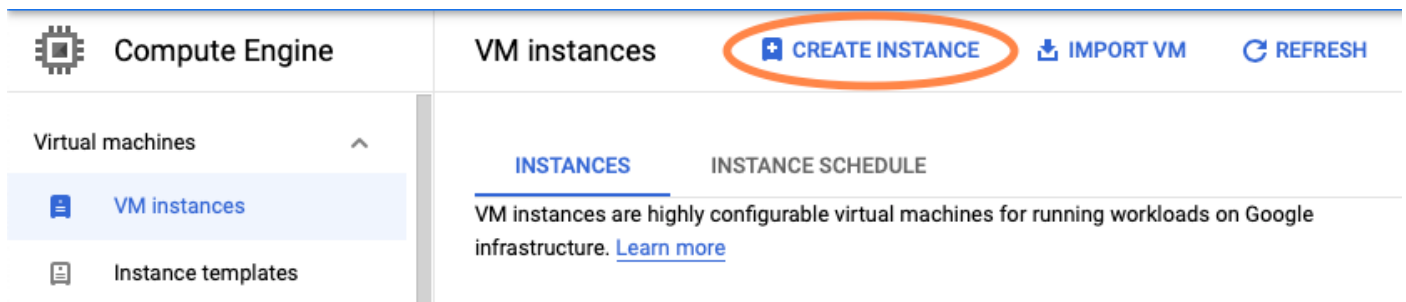 Compute Engine
VM instances
CREATE INSTANCE
IMPORT VM
REFRESH
Virtual machines
VM instances
Instance templates
INSTANCES
INSTANCE SCHEDULE
VM instances are highly configurable virtual machines for running workloads on Google
infrastructure. Learn more